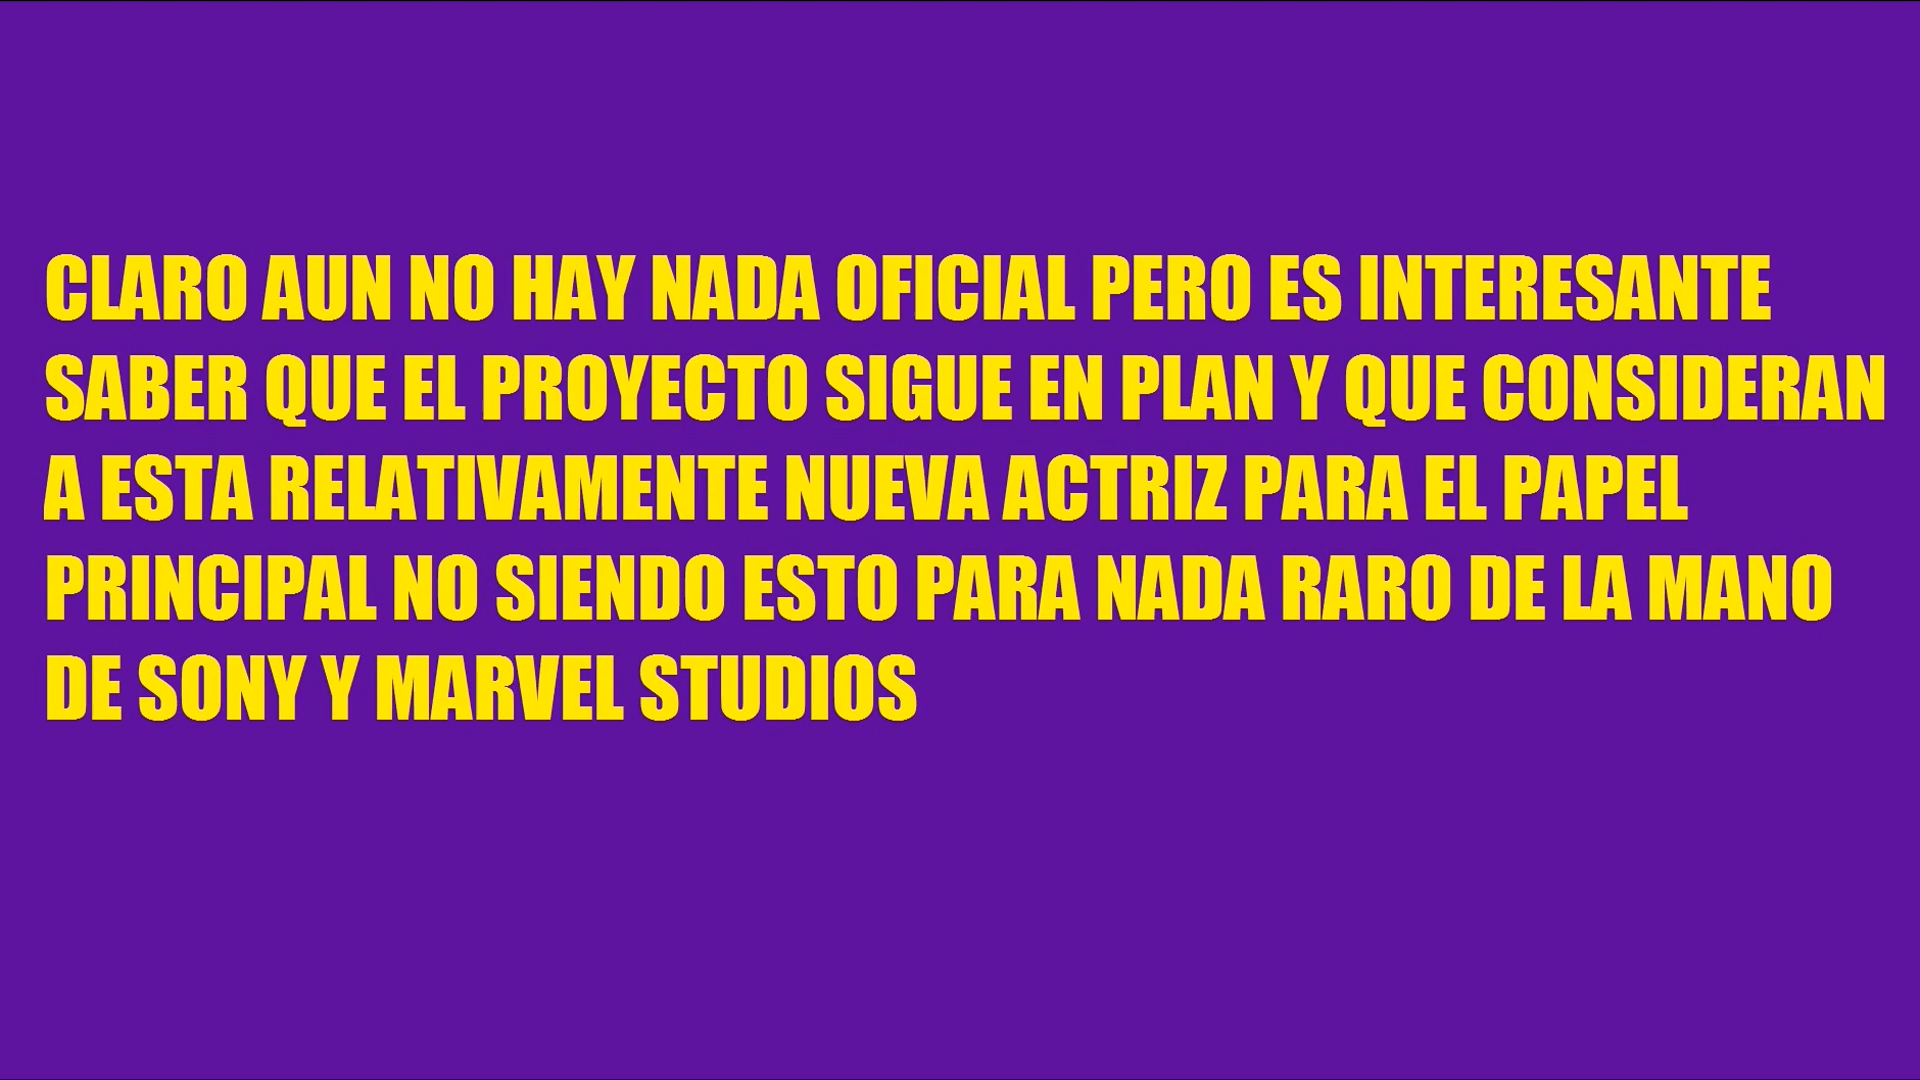 CLARO AUN NO HAY NADA OFICIAL PERO ES INTERESANTE
SABER QUE EL PROYECTO SIGUE EN PLAN Y QUE CONSIDERAN
A ESTA RELATIVAMENTE NUEVA ACTRIZ PARA EL PAPEL
PRINCIPAL NO SIENDO ESTO PARA NADA RARO DE LA MANO
DE SONY Y MARVEL STUDIOS